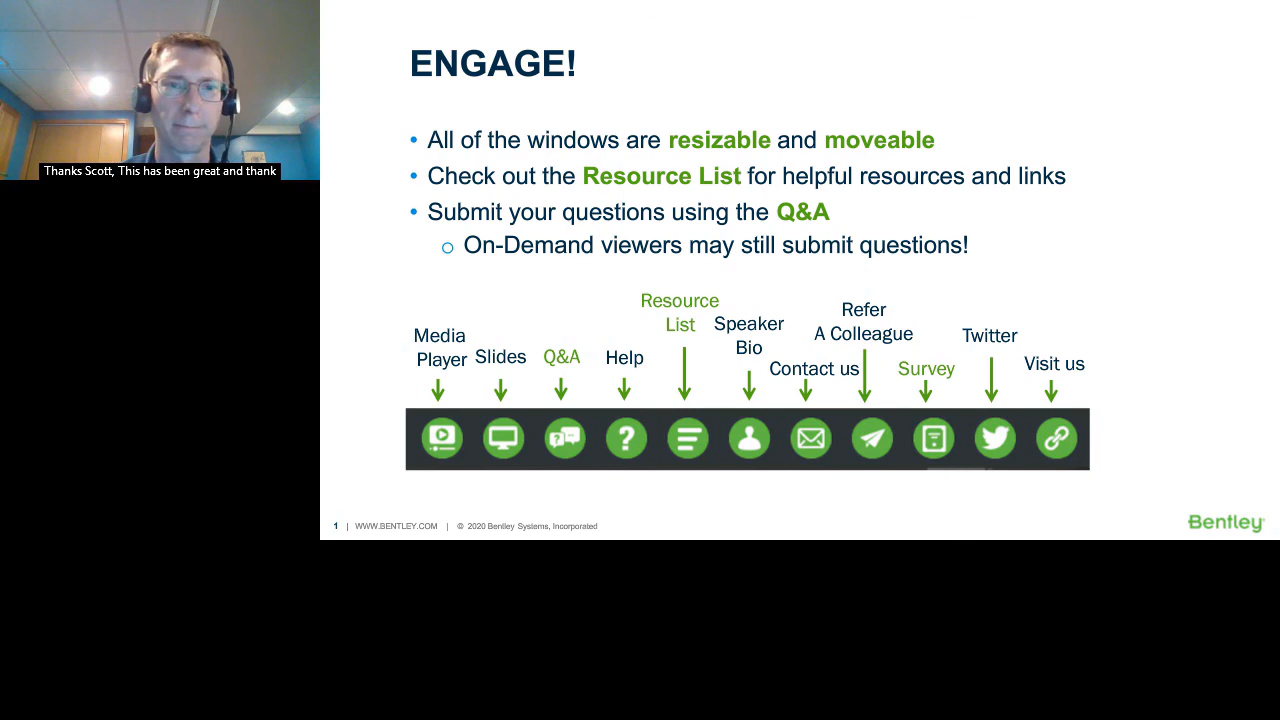 Thanks Scott, This has been great and thank
ENGAGE!
• All of the windows are resizable and moveable
• Check out the Resource List for helpful resources and links
• Submit your questions using the Q&A
o On-Demand viewers may still submit questions!
Media
Player
Slides
Q&A
Help
Resource
List
Speaker
Bio
Contact us
Refer
A Colleague
Survey
Twitter
Visit us
1 | WWW.BENTLEY.COM | © 2020 Bentley Systems, Incorporated
Bentley